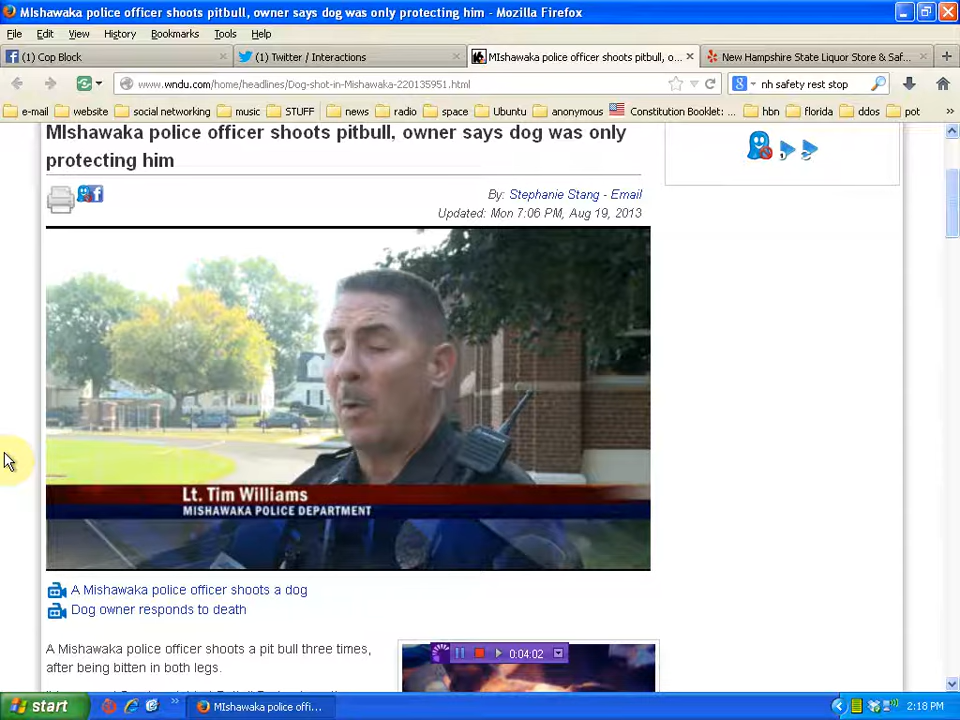 MIshawaka police officer shoots pitbull, owner says dog was only protecting him - Mozilla Firefox
File Edit View History Bookmarks Tools Help
(1) Cop Block
(1) Twitter / Interactions
MIshawaka police officer shoots pitbull, o...
New Hampshire State Liquor Store & Saf...
www.wndu.com/home/headlines/Dog-shot-in-Mishawaka-220135951.html
nh safety rest stop
e-mail website social networking music STUFF news radio space Ubuntu anonymous Constitution Booklet: ... hbn florida ddos pot
MIshawaka police officer shoots pitbull, owner says dog was only
protecting him
By: Stephanie Stang - Email
Updated: Mon 7:06 PM, Aug 19, 2013
Lt. Tim Williams
MISHAWAKA POLICE DEPARTMENT
A Mishawaka police officer shoots a dog
Dog owner responds to death
A Mishawaka police officer shoots a pit bull three times,
after being bitten in both legs.
0:04:02
start
MIshawaka police offi...
2:18 PM